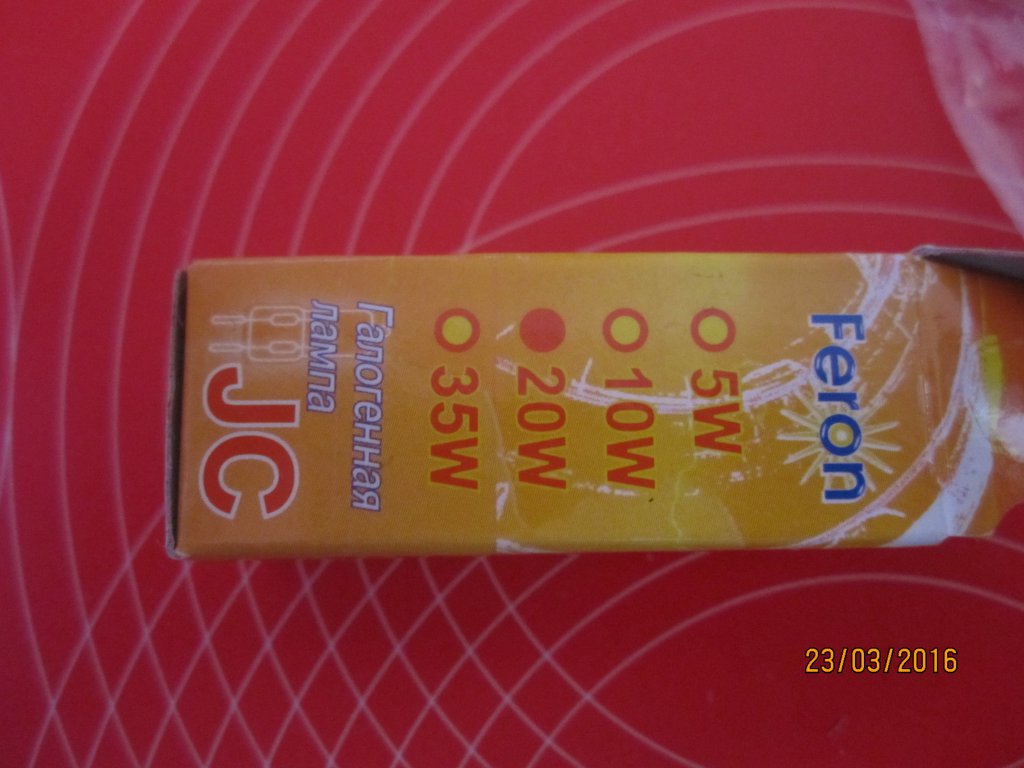 Feron
5W
10W
20W
35W
Галогенная
лампа
JC
23/03/2016